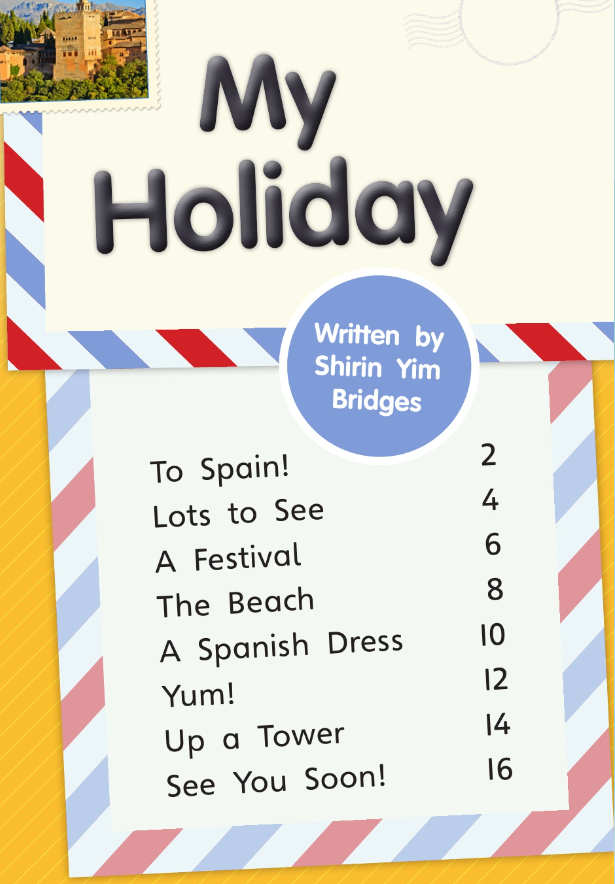 My
Holiday
Written by
Shirin Yim
Bridges
To Spain! 2
Lots to See 4
A Festival 6
The Beach 8
A Spanish Dress 10
Yum! 12
Up a Tower 14
See You Soon! 16